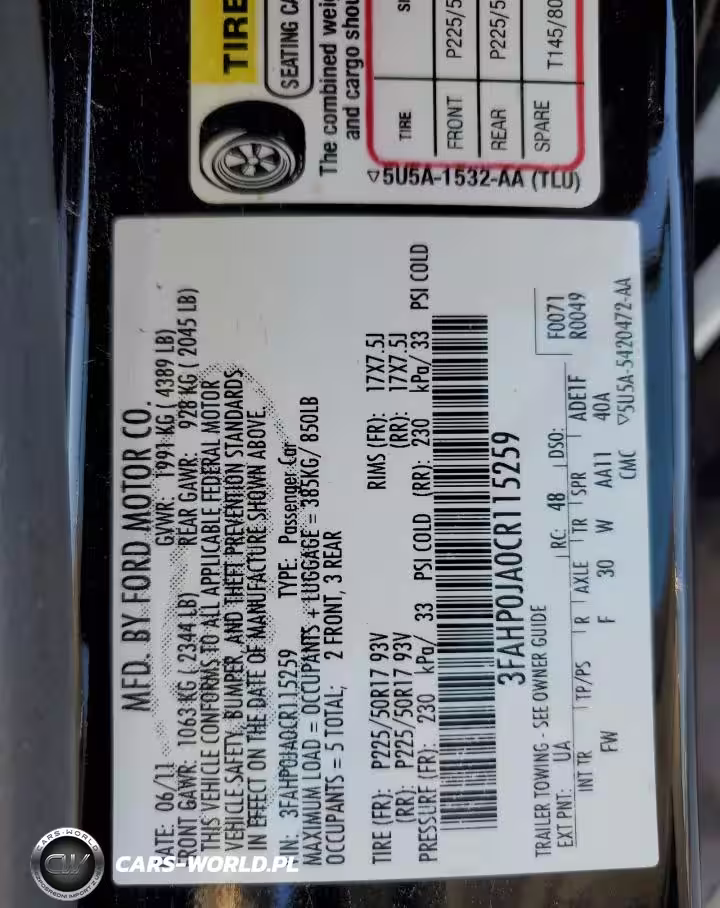 TIRE
SEATING CA
The combined weig
and cargo shou
TIRE SI
FRONT P225/5
REAR P225/5
SPARE T145/80
▽5U5A-1532-AA (TLU)
MFD. BY FORD MOTOR CO.
DATE: 06/11 GVWR: 1991 KG ( 4389 LB)
FRONT GAWR: 1063 KG ( 2344 LB) REAR GAWR: 928 KG ( 2045 LB)
THIS VEHICLE CONFORMS TO ALL APPLICABLE FEDERAL MOTOR
VEHICLE SAFETY, BUMPER, AND THEFT PREVENTION STANDARDS
IN EFFECT ON THE DATE OF MANUFACTURE SHOWN ABOVE.
VIN: 3FAHP0JA0CR115259 TYPE: Passenger Car
MAXIMUM LOAD = OCCUPANTS + LUGGAGE = 385KG/ 850LB
OCCUPANTS = 5 TOTAL; 2 FRONT, 3 REAR
TIRE (FR): P225/50R17 93V RIMS (FR): 17X7.5J
(RR): P225/50R17 93V (RR): 17X7.5J
PRESSURE (FR): 230 kPa/ 33 PSI COLD (RR): 230 kPa/ 33 PSI COLD
3FAHP0JA0CR115259
TRAILER TOWING - SEE OWNER GUIDE F0071
EXT PNT: UA RC: 48 DSO: R0049
INT TR TP/PS R AXLE TR SPR ADE1F
FW F 30 W AA11 40A
CMC ▽5U5A-5420472-AA
CARS-WORLD
CW
CARS-WORLD.PL